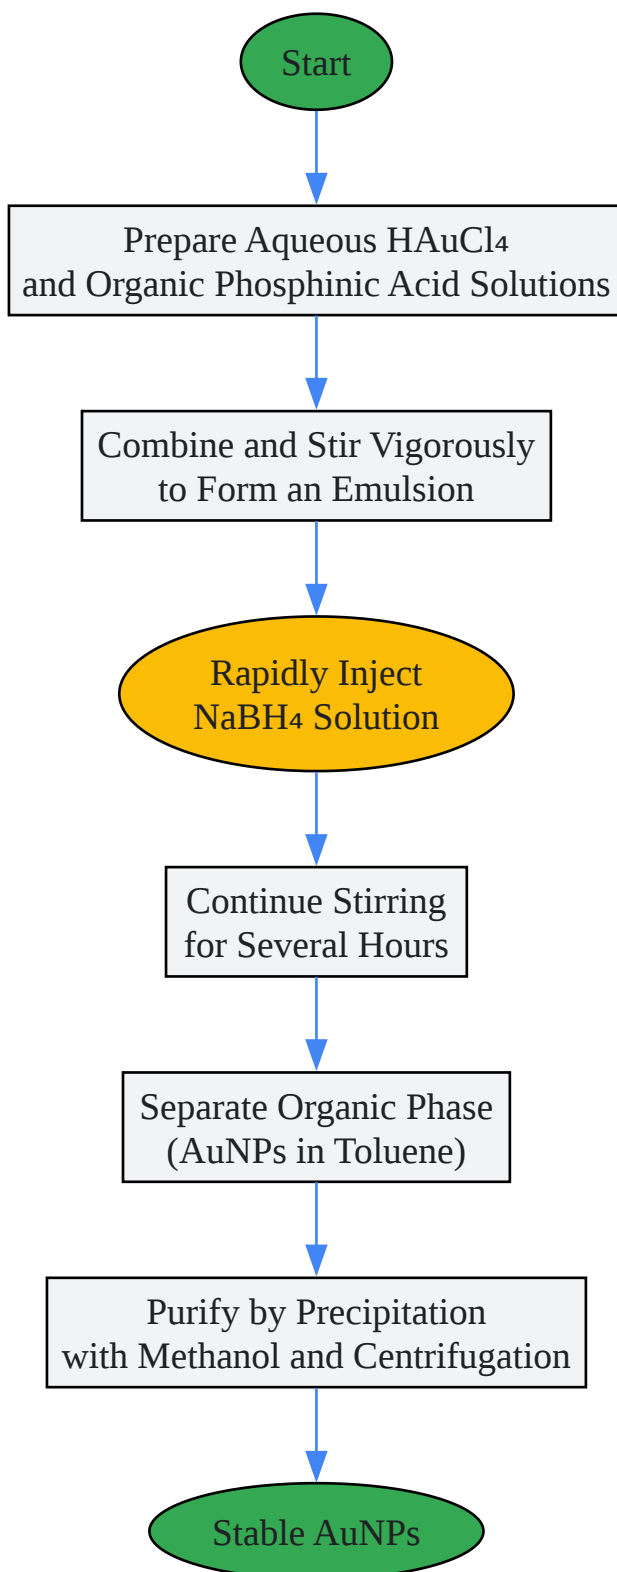 Start
Prepare Aqueous HAuCl₄
and Organic Phosphinic Acid Solutions
Combine and Stir Vigorously
to Form an Emulsion
Rapidly Inject
NaBH₄ Solution
Continue Stirring
for Several Hours
Separate Organic Phase
(AuNPs in Toluene)
Purify by Precipitation
with Methanol and Centrifugation
Stable AuNPs